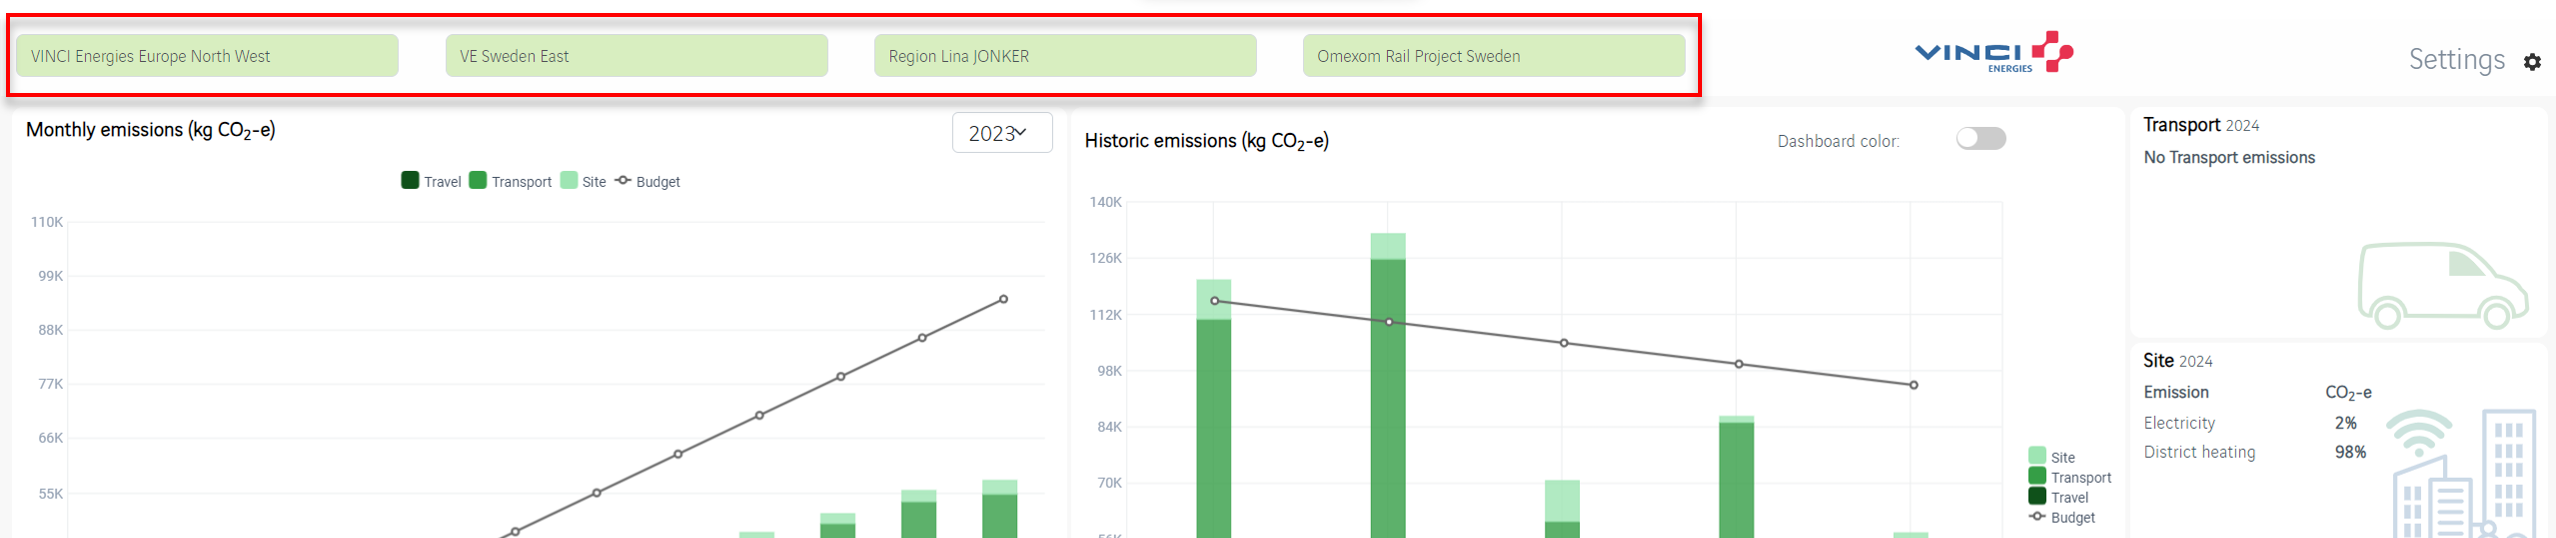 VINCI Energies Europe North West
VE Sweden East
Region Lina JONKER
Omexom Rail Project Sweden
VINCI
ENERGIES
Settings
Monthly emissions (kg CO₂-e)
2023
Travel Transport Site Budget
110K
99K
88K
77K
66K
55K
Historic emissions (kg CO₂-e)
Dashboard color:
140K
126K
112K
98K
84K
70K
Site
Transport
Travel
Budget
Transport 2024
No Transport emissions
Site 2024
Emission CO₂-e
Electricity 2%
District heating 98%